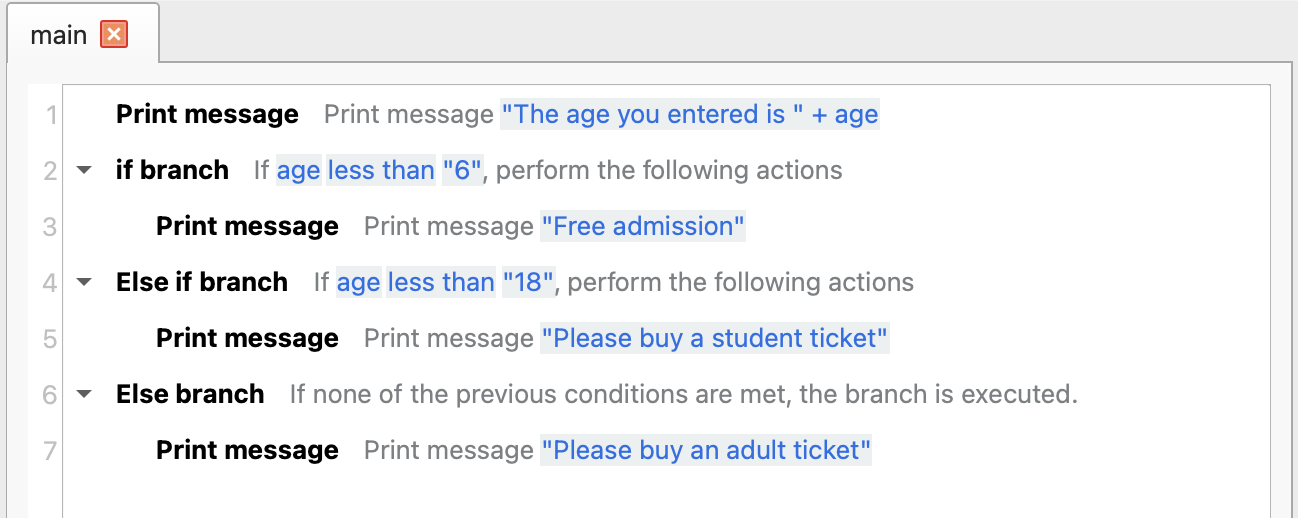 main
1 Print message Print message "The age you entered is " + age
2 if branch If age less than "6", perform the following actions
3 Print message Print message "Free admission"
4 Else if branch If age less than "18", perform the following actions
5 Print message Print message "Please buy a student ticket"
6 Else branch If none of the previous conditions are met, the branch is executed.
7 Print message Print message "Please buy an adult ticket"